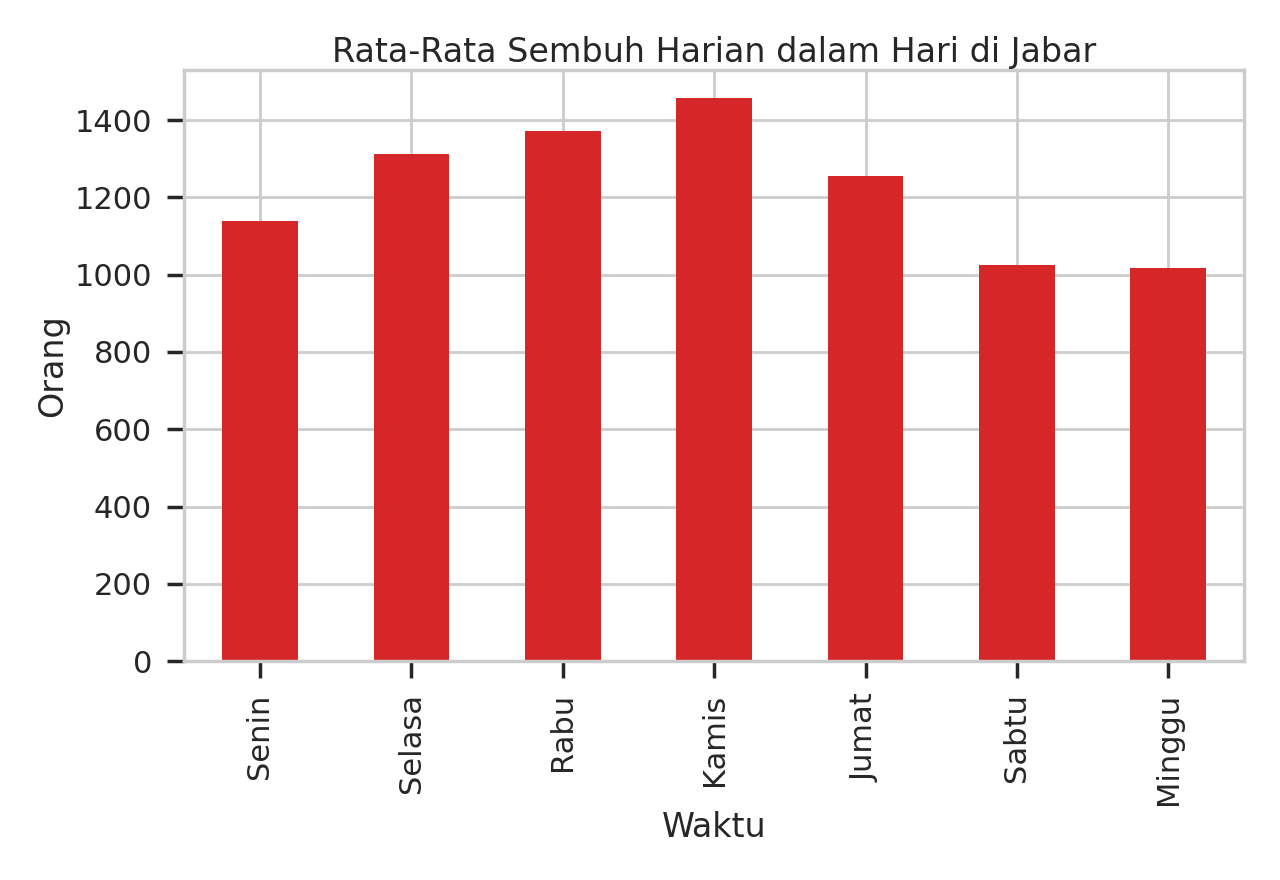 Rata-Rata Sembuh Harian dalam Hari di Jabar
1400
1200
1000
800
600
400
200
0
Orang
Senin
Selasa
Rabu
Kamis
Jumat
Sabtu
Minggu
Waktu